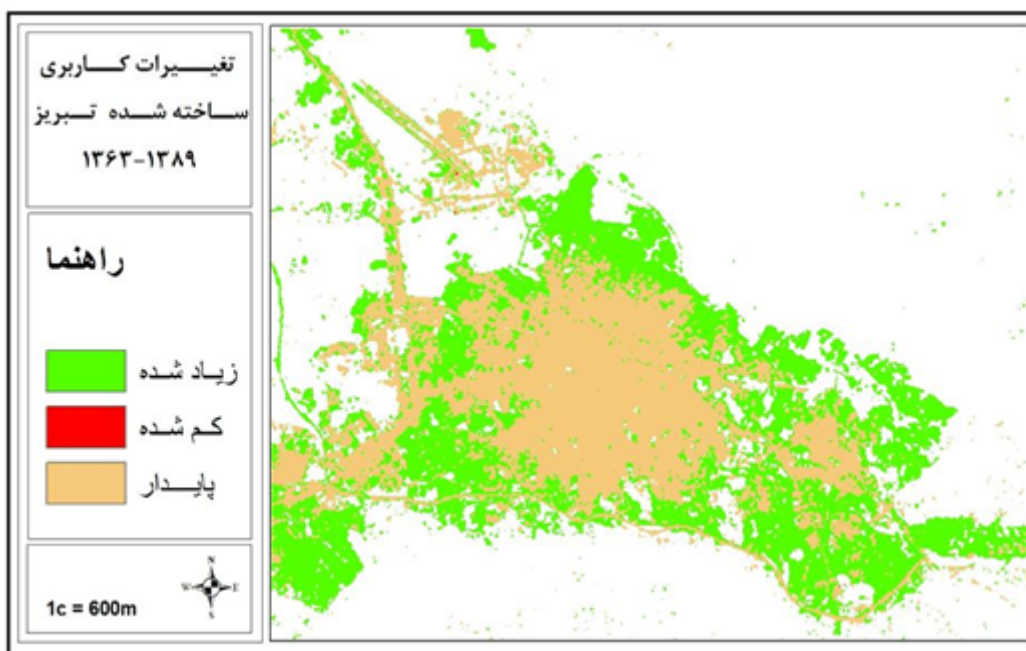 تغییرات کاربری
ساخته شده تبریز
۱۳۶۳-۱۳۸۹
راهنما
زیاد شده
کم شده
پایدار
N
W E
S
1c = 600m